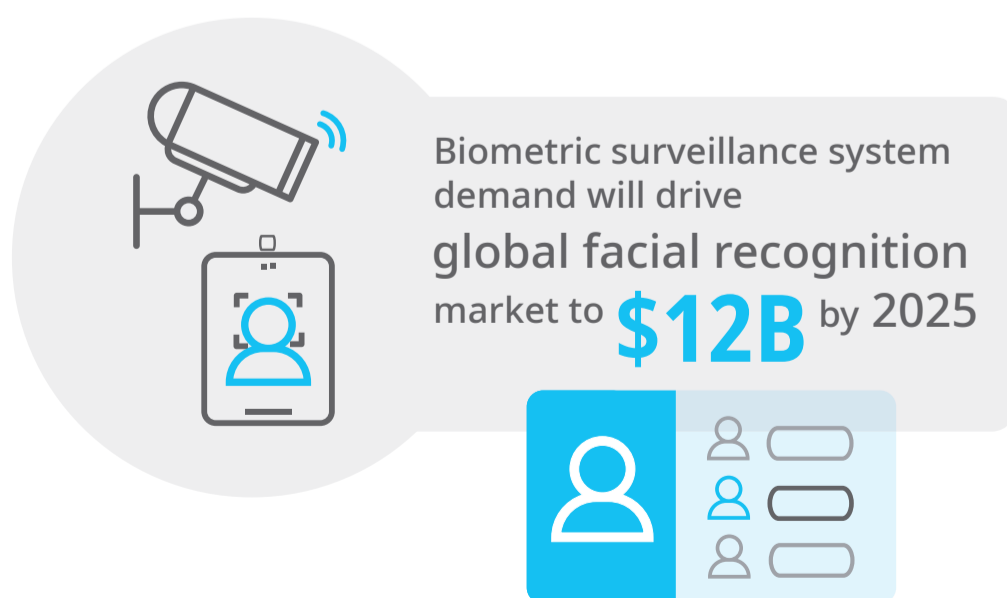 Biometric surveillance system
demand will drive
global facial recognition
market to $12B by 2025